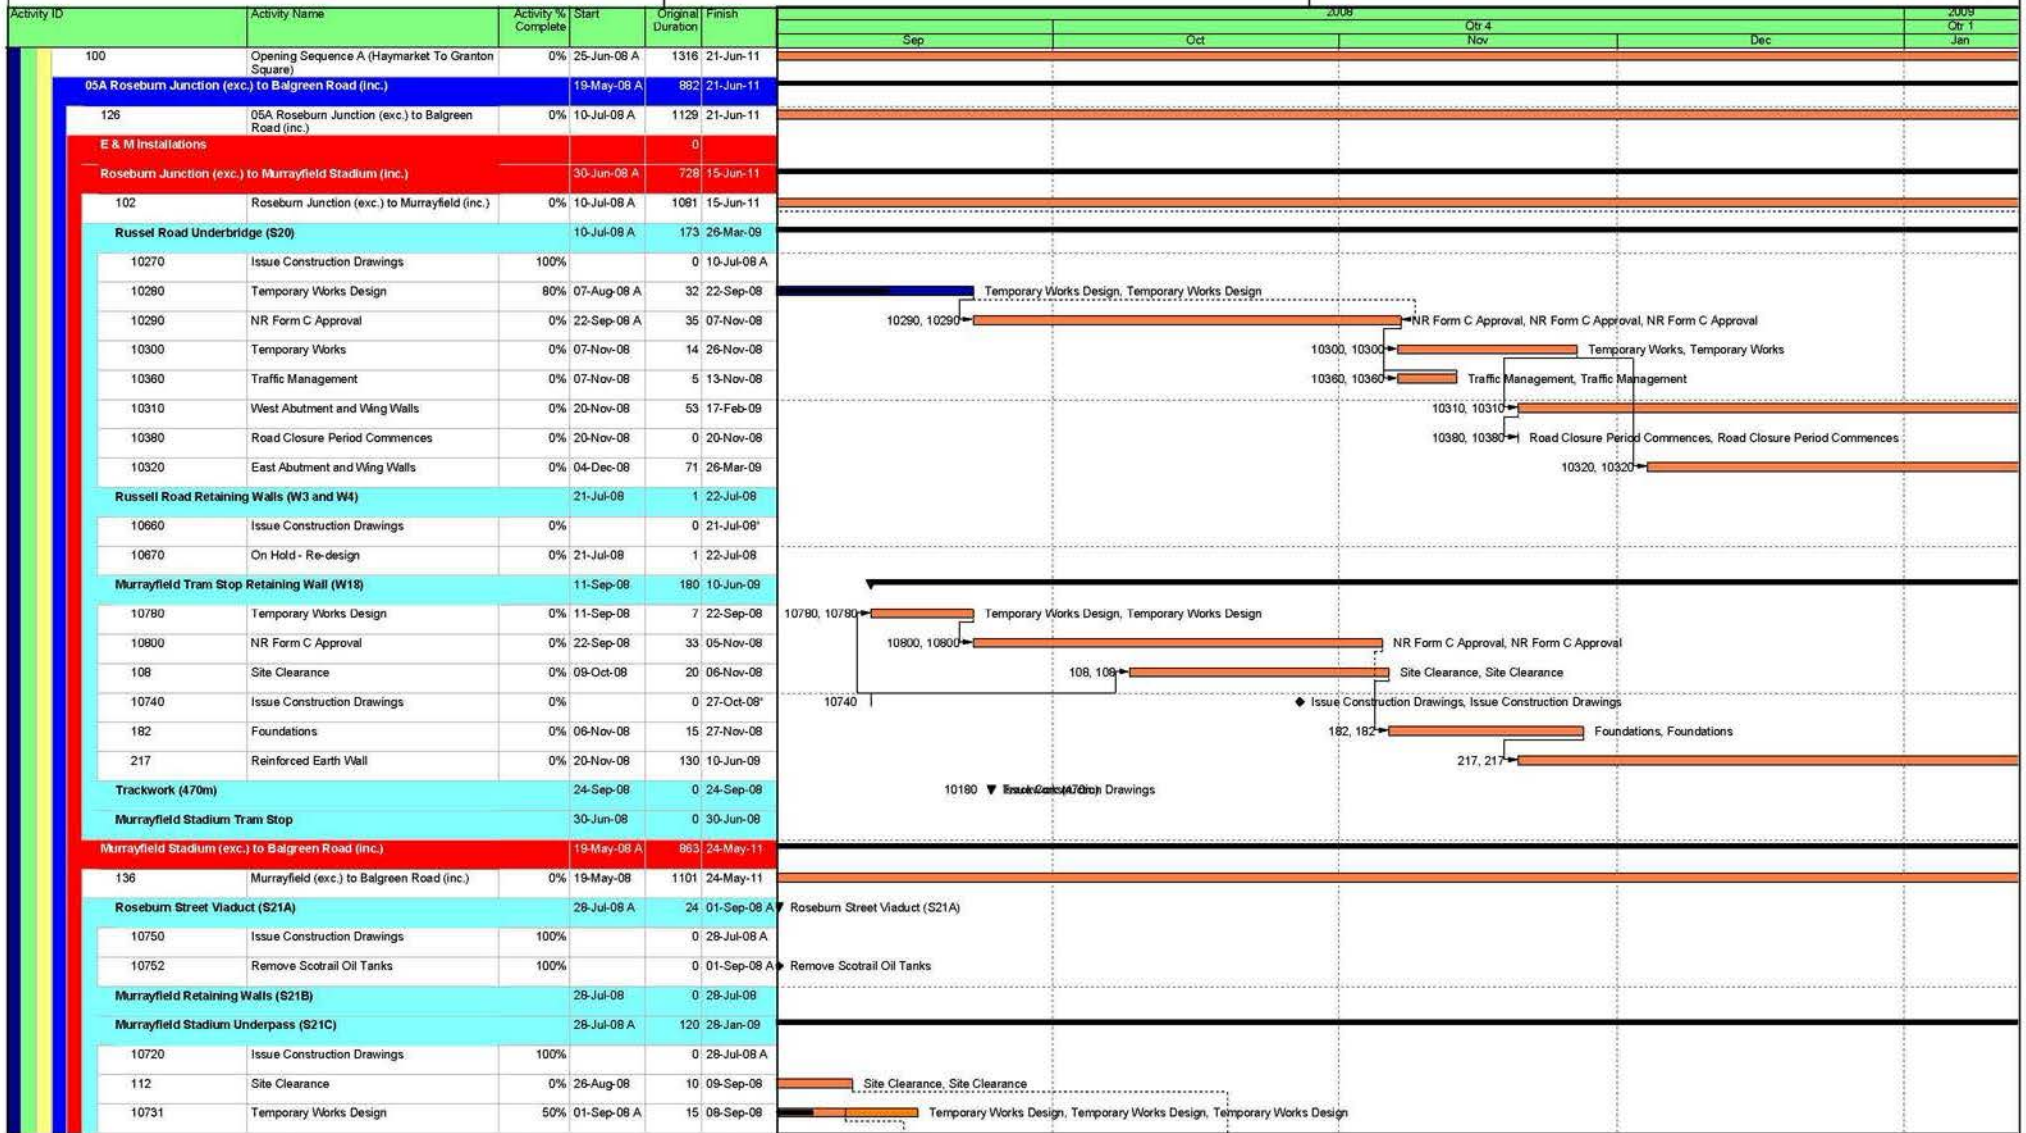 Activity ID Activity Name Activity % Complete Start Original Duration Finish 2008 2009
Qtr 4 Qtr 1
Sep Oct Nov Dec Jan
100 Opening Sequence A (Haymarket To Granton Square) 0% 25-Jun-08 A 1316 21-Jun-11
05A Roseburn Junction (exc.) to Balgreen Road (inc.) 19-May-08 A 882 21-Jun-11
126 05A Roseburn Junction (exc.) to Balgreen Road (inc.) 0% 10-Jul-08 A 1129 21-Jun-11
E & M Installations 0
Roseburn Junction (exc.) to Murrayfield Stadium (inc.) 30-Jun-08 A 728 15-Jun-11
102 Roseburn Junction (exc.) to Murrayfield (inc.) 0% 10-Jul-08 A 1081 15-Jun-11
Russel Road Underbridge (S20) 10-Jul-08 A 173 26-Mar-09
10270 Issue Construction Drawings 100% 0 10-Jul-08 A
10280 Temporary Works Design 80% 07-Aug-08 A 32 22-Sep-08 Temporary Works Design, Temporary Works Design
10290 NR Form C Approval 0% 22-Sep-08 A 35 07-Nov-08 10290, 10290 NR Form C Approval, NR Form C Approval, NR Form C Approval
10300 Temporary Works 0% 07-Nov-08 14 26-Nov-08 10300, 10300 Temporary Works, Temporary Works
10360 Traffic Management 0% 07-Nov-08 5 13-Nov-08 10360, 10360 Traffic Management, Traffic Management
10310 West Abutment and Wing Walls 0% 20-Nov-08 53 17-Feb-09 10310, 10310
10380 Road Closure Period Commences 0% 20-Nov-08 0 20-Nov-08 10380, 10380 Road Closure Period Commences, Road Closure Period Commences
10320 East Abutment and Wing Walls 0% 04-Dec-08 71 26-Mar-09 10320, 10320
Russell Road Retaining Walls (W3 and W4) 21-Jul-08 1 22-Jul-08
10660 Issue Construction Drawings 0% 0 21-Jul-08*
10670 On Hold - Re-design 0% 21-Jul-08 1 22-Jul-08
Murrayfield Tram Stop Retaining Wall (W18) 11-Sep-08 180 10-Jun-09
10780 Temporary Works Design 0% 11-Sep-08 7 22-Sep-08 10780, 10780 Temporary Works Design, Temporary Works Design
10800 NR Form C Approval 0% 22-Sep-08 33 05-Nov-08 10800, 10800 NR Form C Approval, NR Form C Approval
108 Site Clearance 0% 09-Oct-08 20 06-Nov-08 108, 108 Site Clearance, Site Clearance
10740 Issue Construction Drawings 0% 0 27-Oct-08* 10740 Issue Construction Drawings, Issue Construction Drawings
182 Foundations 0% 06-Nov-08 15 27-Nov-08 182, 182 Foundations, Foundations
217 Reinforced Earth Wall 0% 20-Nov-08 130 10-Jun-09 217, 217
Trackwork (470m) 24-Sep-08 0 24-Sep-08 10180 Drawings
Murrayfield Stadium Tram Stop 30-Jun-08 0 30-Jun-08
Murrayfield Stadium (exc.) to Balgreen Road (inc.) 19-May-08 A 863 24-May-11
136 Murrayfield (exc.) to Balgreen Road (inc.) 0% 19-May-08 1101 24-May-11
Roseburn Street Viaduct (S21A) 28-Jul-08 A 24 01-Sep-08 A Roseburn Street Viaduct (S21A)
10750 Issue Construction Drawings 100% 0 28-Jul-08 A
10752 Remove Scotrail Oil Tanks 100% 0 01-Sep-08 A Remove Scotrail Oil Tanks
Murrayfield Retaining Walls (S21B) 28-Jul-08 0 28-Jul-08
Murrayfield Stadium Underpass (S21C) 28-Jul-08 A 120 28-Jan-09
10720 Issue Construction Drawings 100% 0 28-Jul-08 A
112 Site Clearance 0% 26-Aug-08 10 09-Sep-08 Site Clearance, Site Clearance
10731 Temporary Works Design 50% 01-Sep-08 A 15 08-Sep-08 Temporary Works Design, Temporary Works Design, Temporary Works Design